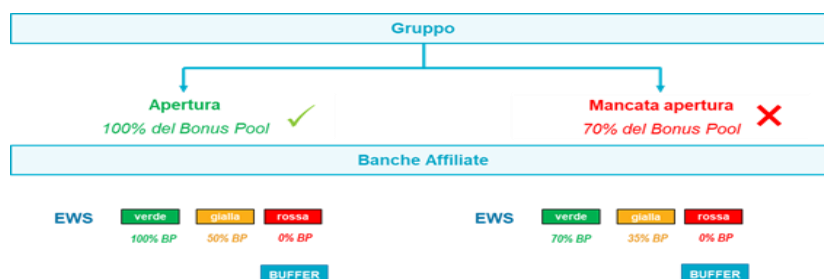 Gruppo
Apertura
100% del Bonus Pool
Mancata apertura
70% del Bonus Pool
Banche Affiliate
EWS verde gialla rossa
100% BP 50% BP 0% BP
BUFFER
EWS verde gialla rossa
70% BP 35% BP 0% BP
BUFFER